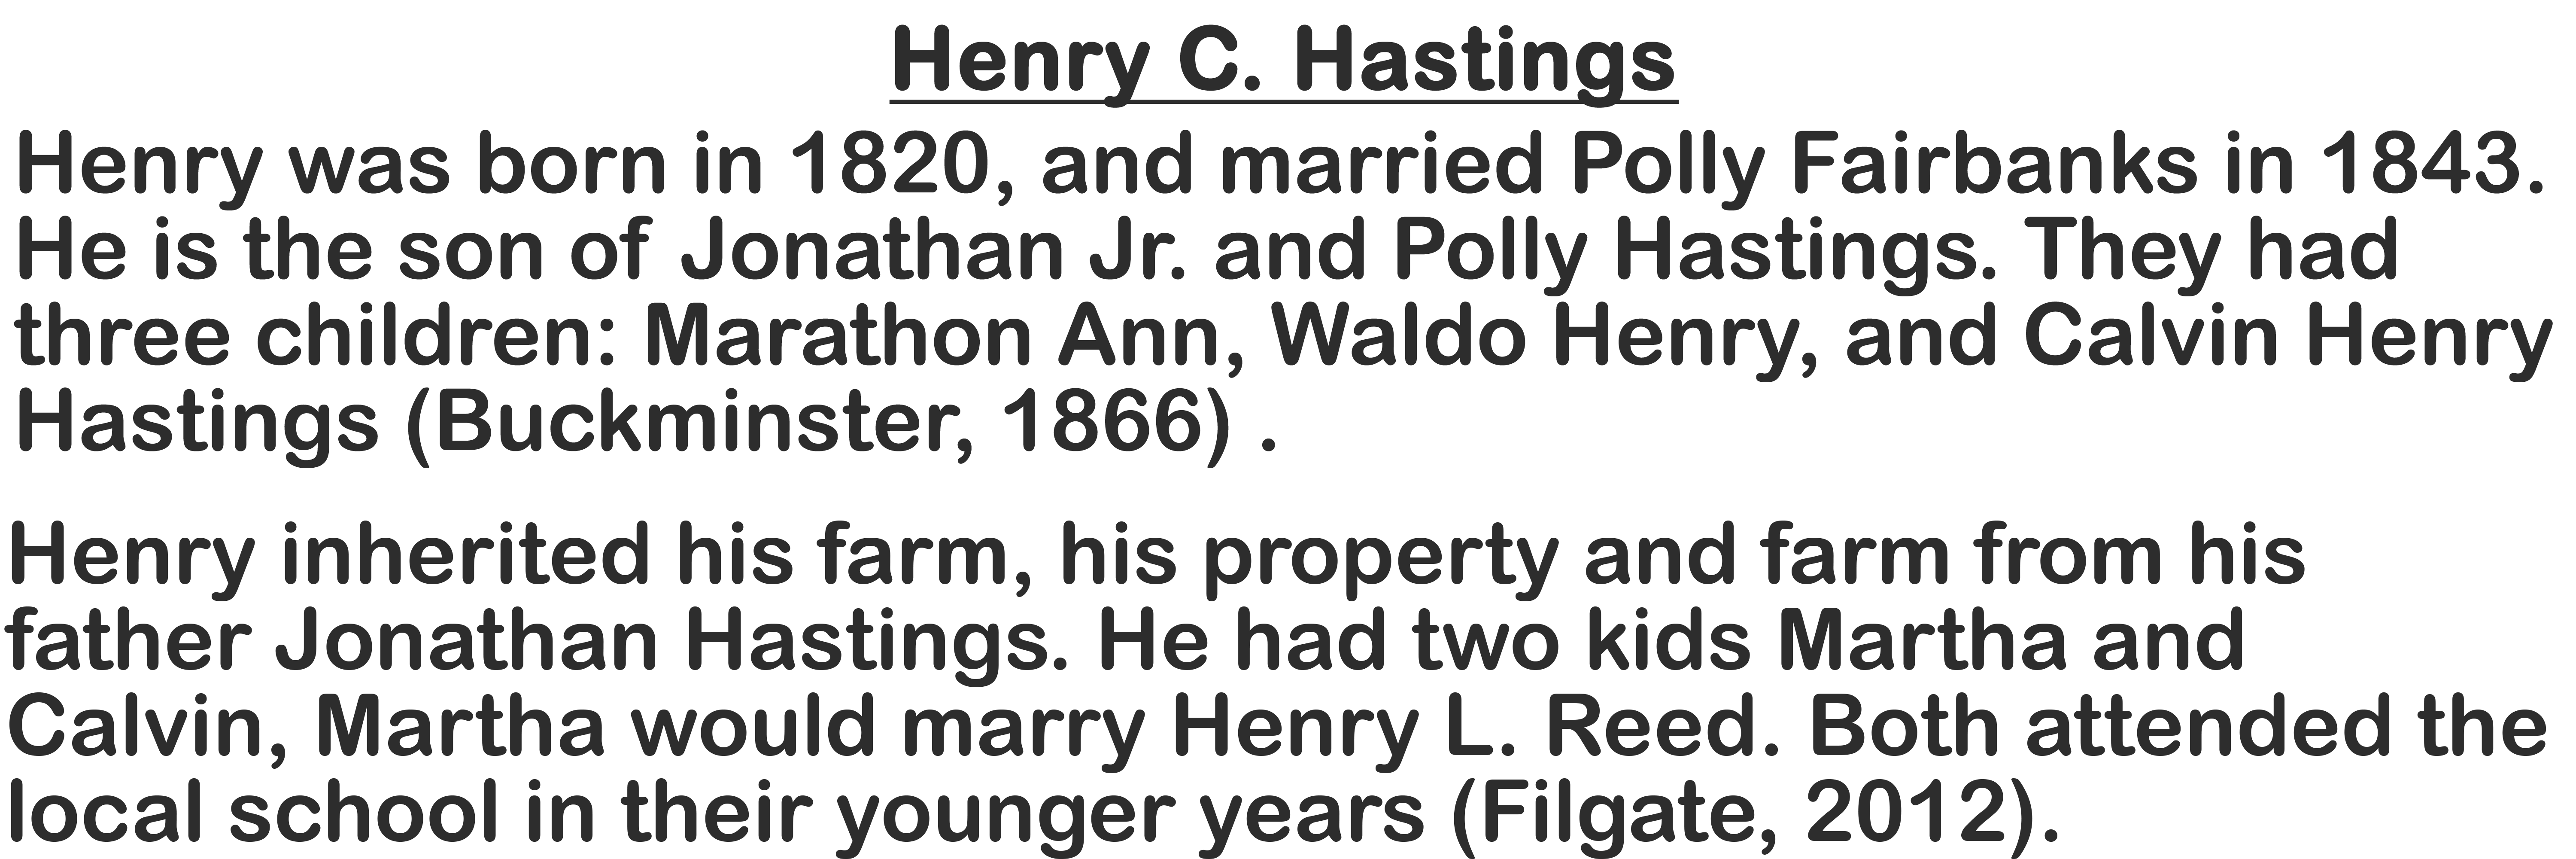 Henry C. Hastings
Henry was born in 1820, and married Polly Fairbanks in 1843.
He is the son of Jonathan Jr. and Polly Hastings. They had
three children: Marathon Ann, Waldo Henry, and Calvin Henry
Hastings (Buckminster, 1866) .
Henry inherited his farm, his property and farm from his
father Jonathan Hastings. He had two kids Martha and
Calvin, Martha would marry Henry L. Reed. Both attended the
local school in their younger years (Filgate, 2012).